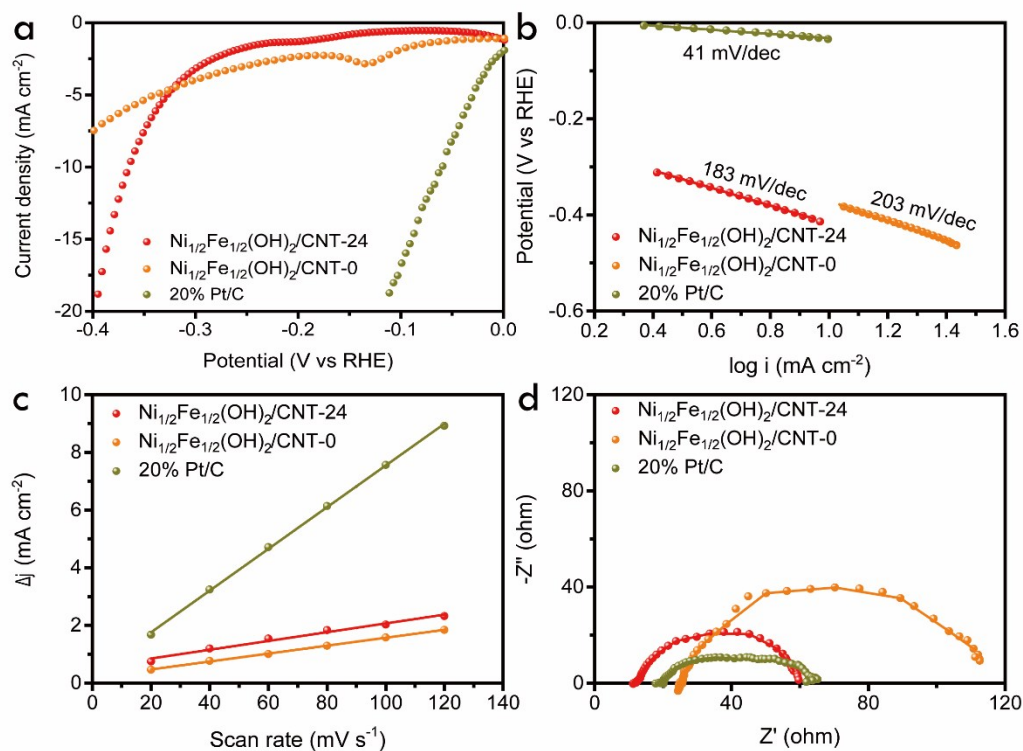 a
0
-5
-10
-15
-20
-0.4
-0.3
-0.2
-0.1
0.0
Current density (mA cm⁻²)
Potential (V vs RHE)
Ni₁/₂Fe₁/₂(OH)₂/CNT-24
Ni₁/₂Fe₁/₂(OH)₂/CNT-0
20% Pt/C
b
0.0
-0.2
-0.4
-0.6
0.2
0.4
0.6
0.8
1.0
1.2
1.4
1.6
Potential (V vs RHE)
log i (mA cm⁻²)
41 mV/dec
183 mV/dec
203 mV/dec
Ni₁/₂Fe₁/₂(OH)₂/CNT-24
Ni₁/₂Fe₁/₂(OH)₂/CNT-0
20% Pt/C
c
10
8
6
4
2
0
0
20
40
60
80
100
120
140
Δj (mA cm⁻²)
Scan rate (mV s⁻¹)
Ni₁/₂Fe₁/₂(OH)₂/CNT-24
Ni₁/₂Fe₁/₂(OH)₂/CNT-0
20% Pt/C
d
120
80
40
0
0
40
80
120
-Z" (ohm)
Z' (ohm)
Ni₁/₂Fe₁/₂(OH)₂/CNT-24
Ni₁/₂Fe₁/₂(OH)₂/CNT-0
20% Pt/C